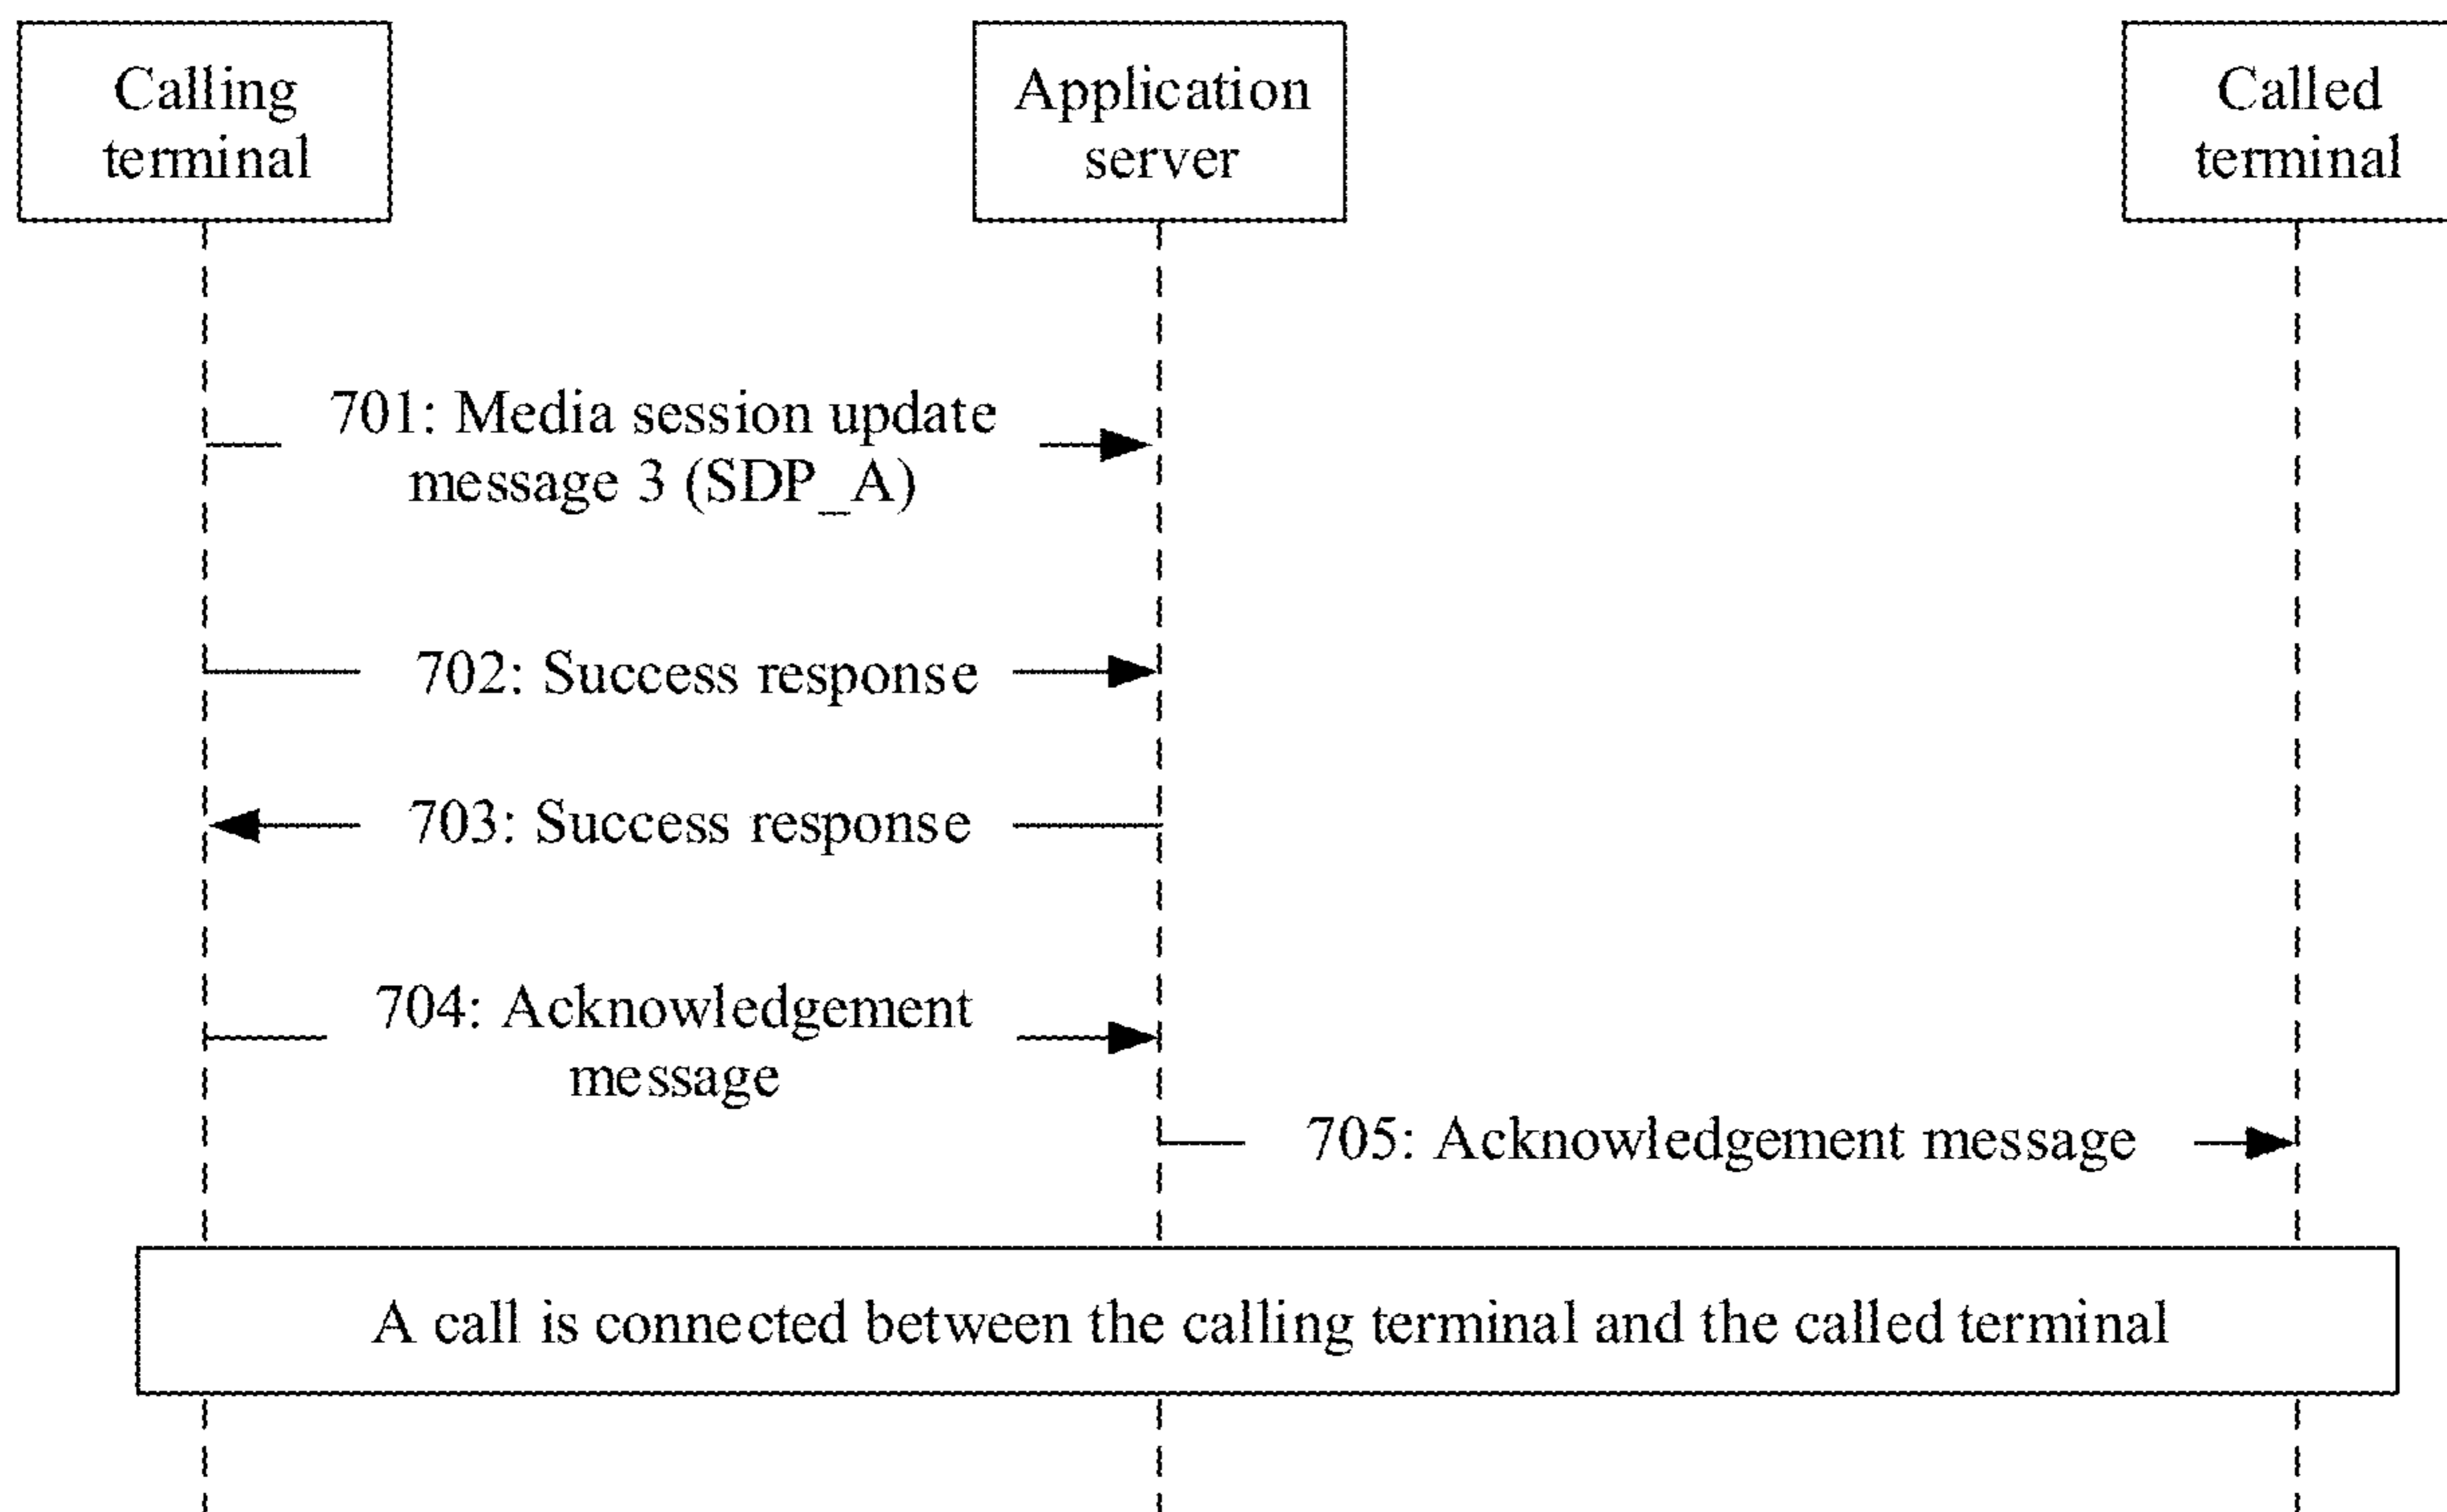 Calling
terminal
Application
server
Called
terminal
701: Media session update
message 3 (SDP_A)
702: Success response
703: Success response
704: Acknowledgement
message
705: Acknowledgement message
A call is connected between the calling terminal and the called terminal